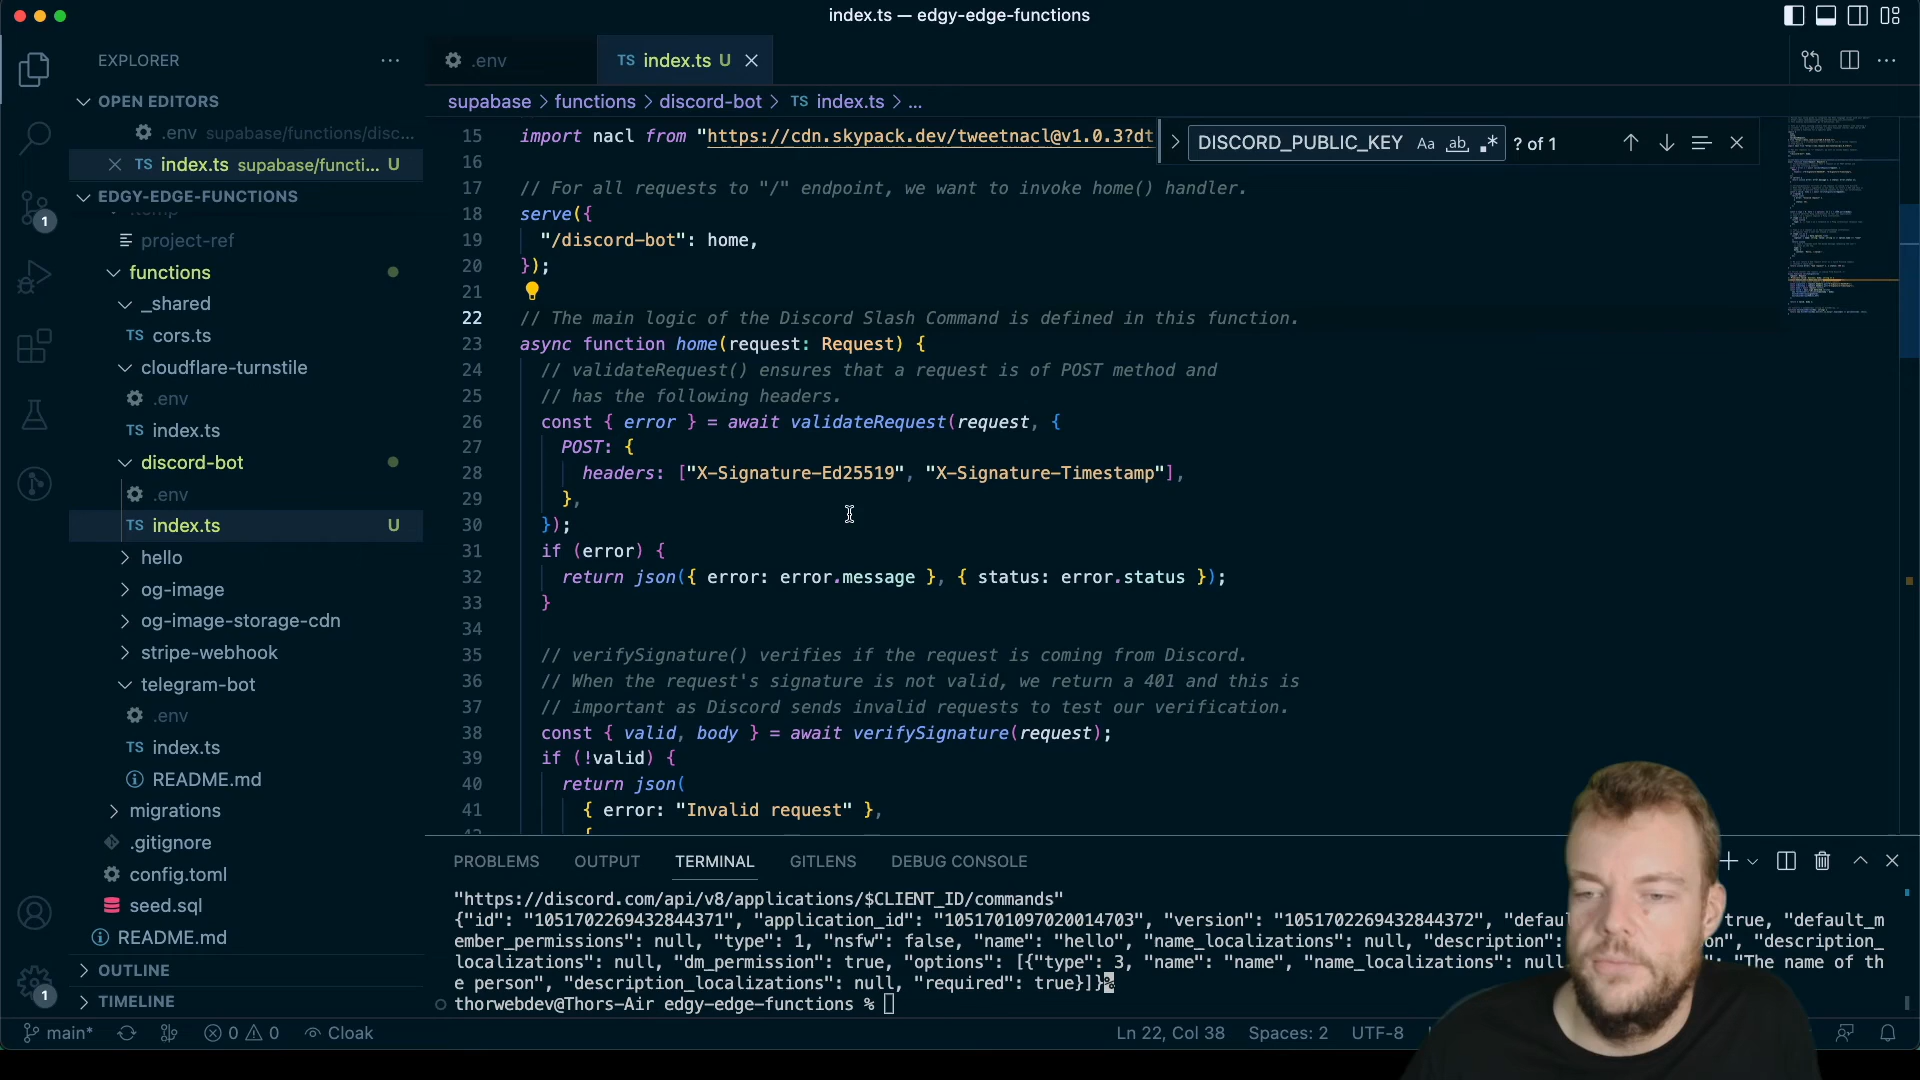 index.ts — edgy-edge-functions
EXPLORER
OPEN EDITORS
.env supabase/functions/disc...
TS index.ts supabase/functi... U
EDGY-EDGE-FUNCTIONS
.temp
project-ref
functions
_shared
TS cors.ts
cloudflare-turnstile
.env
TS index.ts
discord-bot
.env
TS index.ts U
hello
og-image
og-image-storage-cdn
stripe-webhook
telegram-bot
.env
TS index.ts
README.md
migrations
.gitignore
config.toml
seed.sql
README.md
OUTLINE
TIMELINE
1
1
.env
TS index.ts U
supabase > functions > discord-bot > TS index.ts > ...
DISCORD_PUBLIC_KEY Aa ab ? of 1
15 import nacl from "https://cdn.skypack.dev/tweetnacl@v1.0.3?dt
16
17 // For all requests to "/" endpoint, we want to invoke home() handler.
18 serve({
19 "/discord-bot": home,
20 });
21
22 // The main logic of the Discord Slash Command is defined in this function.
23 async function home(request: Request) {
24 // validateRequest() ensures that a request is of POST method and
25 // has the following headers.
26 const { error } = await validateRequest(request, {
27 POST: {
28 headers: ["X-Signature-Ed25519", "X-Signature-Timestamp"],
29 },
30 });
31 if (error) {
32 return json({ error: error.message }, { status: error.status });
33 }
34
35 // verifySignature() verifies if the request is coming from Discord.
36 // When the request's signature is not valid, we return a 401 and this is
37 // important as Discord sends invalid requests to test our verification.
38 const { valid, body } = await verifySignature(request);
39 if (!valid) {
40 return json(
41 { error: "Invalid request" },
PROBLEMS OUTPUT TERMINAL GITLENS DEBUG CONSOLE
"https://discord.com/api/v8/applications/$CLIENT_ID/commands"
{"id": "1051702269432844371", "application_id": "1051701097020014703", "version": "1051702269432844372", "defau true, "default_m
ember_permissions": null, "type": 1, "nsfw": false, "name": "hello", "name_localizations": null, "description": on", "description_
localizations": null, "dm_permission": true, "options": [{"type": 3, "name": "name", "name_localizations": null : "The name of th
e person", "description_localizations": null, "required": true}]}%
thorwebdev@Thors-Air edgy-edge-functions %
main* 0 0 Cloak Ln 22, Col 38 Spaces: 2 UTF-8